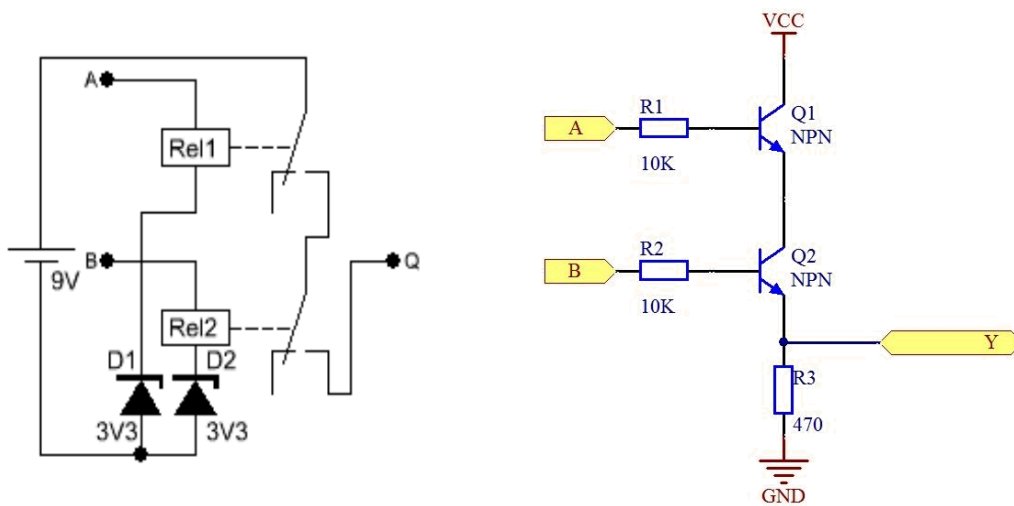 A
Rel1
B
9V
Rel2
D1
D2
3V3
3V3
Q
VCC
A
R1
10K
Q1
NPN
B
R2
10K
Q2
NPN
Y
R3
470
GND